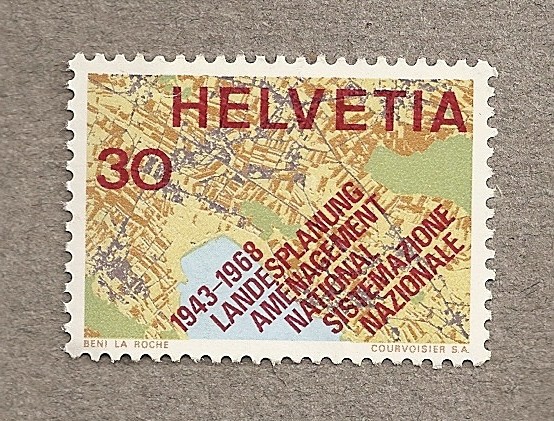 HELVETIA
30
1943–1968
LANDESPLANUNG
AMENAGEMENT
NATIONAL
SISTEMAZIONE
NAZIONALE
BENI LA ROCHE
COURVOISIER S.A.